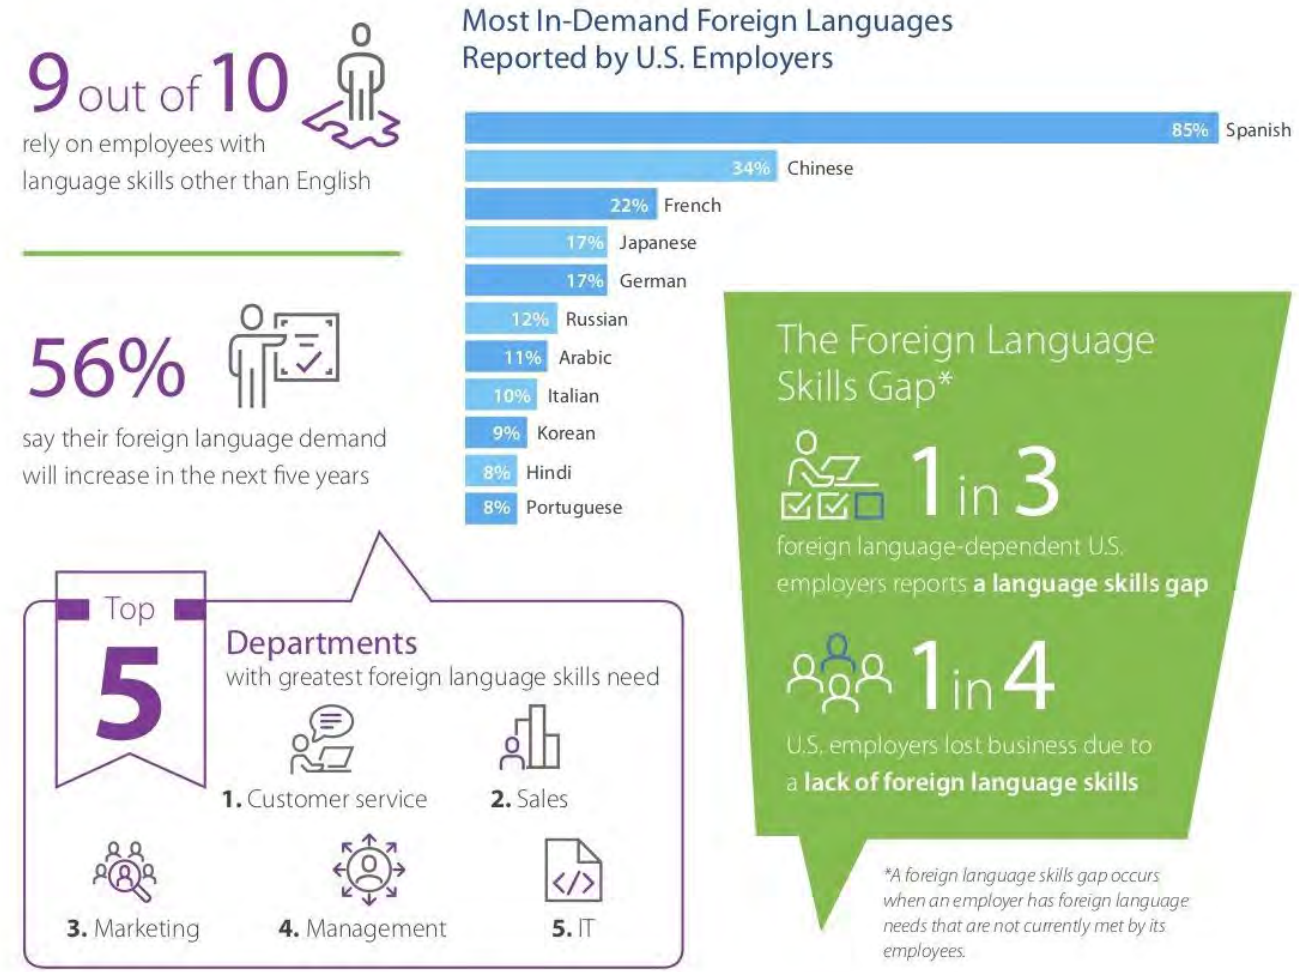 9 out of 10
rely on employees with
language skills other than English
56%
say their foreign language demand
will increase in the next five years
Most In-Demand Foreign Languages
Reported by U.S. Employers
85% Spanish
34% Chinese
22% French
17% Japanese
17% German
12% Russian
11% Arabic
10% Italian
9% Korean
8% Hindi
8% Portuguese
The Foreign Language
Skills Gap*
1 in 3
foreign language-dependent U.S.
employers reports a language skills gap
1 in 4
U.S. employers lost business due to
a lack of foreign language skills
*A foreign language skills gap occurs
when an employer has foreign language
needs that are not currently met by its
employees.
Top
5
Departments
with greatest foreign language skills need
1. Customer service
2. Sales
3. Marketing
4. Management
5. IT